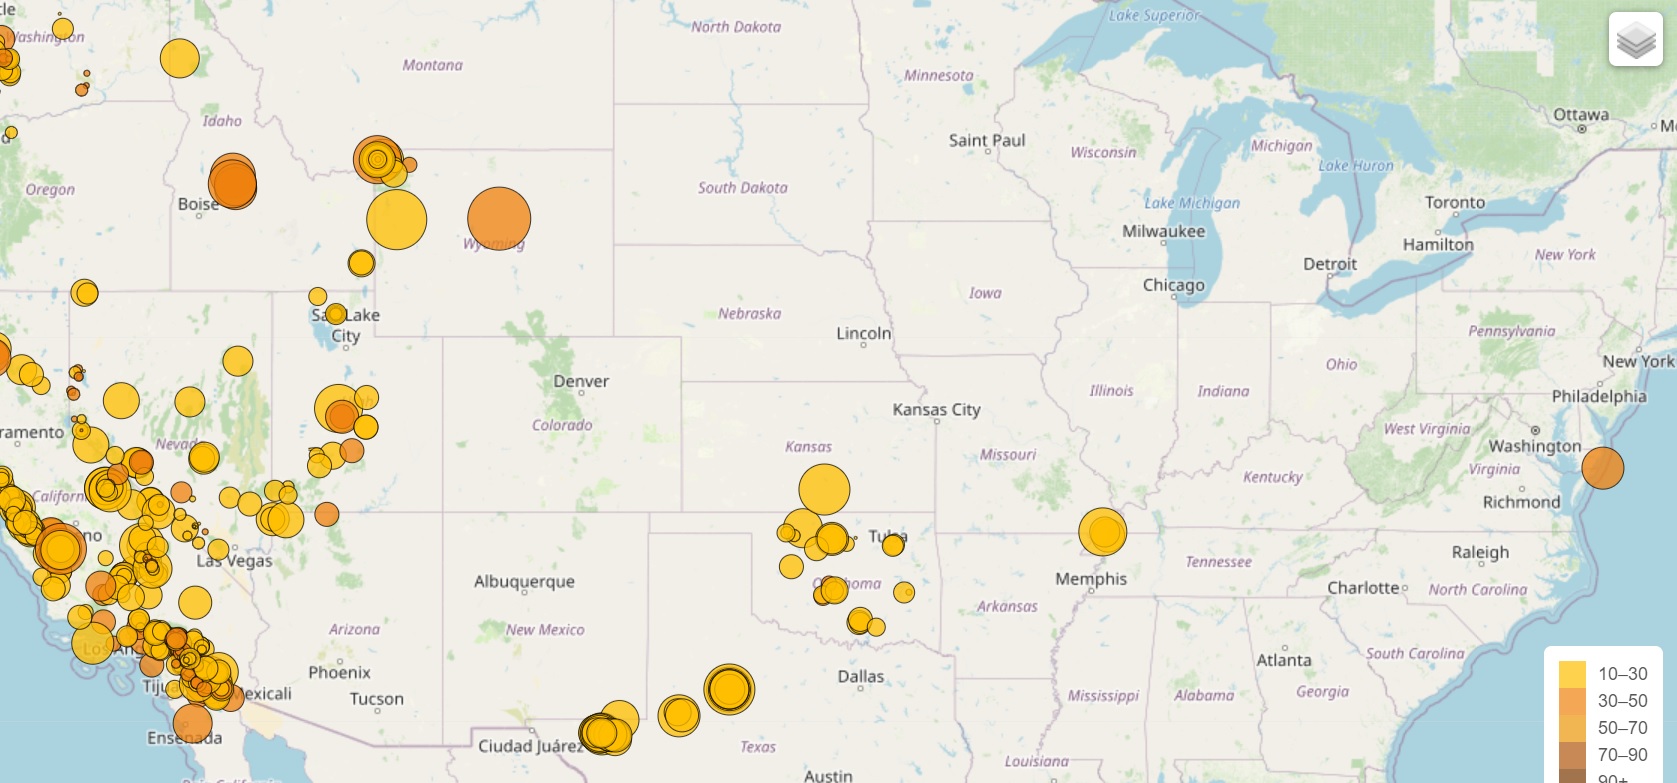 tle
Washington
Lake Superior
North Dakota
Montana
Minnesota
Ottawa
Idaho
Saint Paul
Wisconsin
Michigan
Lake Huron
Oregon
South Dakota
Boise
Lake Michigan
Toronto
Milwaukee
Hamilton
Wyoming
New York
Detroit
Chicago
Iowa
Nebraska
Salt Lake
City
Lincoln
Pennsylvania
New York
Ohio
Denver
Illinois
Indiana
Philadelphia
Kansas City
Colorado
West Virginia
ramento
Nevada
Kansas
Missouri
Washington
Kentucky
Virginia
Richmond
California
no
Tulsa
Las Vegas
Raleigh
Tennessee
Albuquerque
Memphis
Oklahoma
Charlotte
North Carolina
Arkansas
Arizona
New Mexico
Los Ang
South Carolina
Atlanta
Phoenix
Dallas
Tijua
Mexicali
Tucson
Mississippi
Alabama
Georgia
Ensenada
Ciudad Juárez
Texas
Louisiana
Austin
10–30
30–50
50–70
70–90
90+